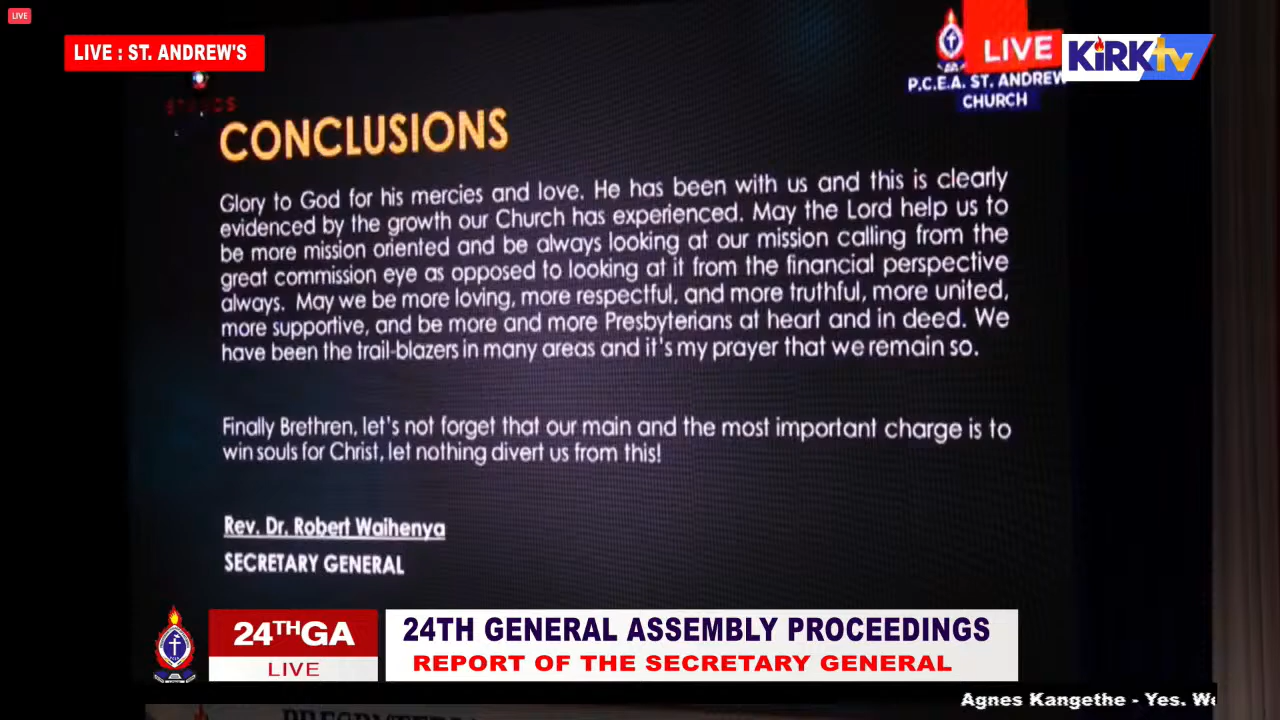 LIVE
LIVE : ST. ANDREW'S
LIVE
KiRKtv
P.C.E.A. ST. ANDREW
CHURCH
CONCLUSIONS
Glory to God for his mercies and love. He has been with us and this is clearly
evidenced by the growth our Church has experienced. May the Lord help us to
be more mission oriented and be always looking at our mission calling from the
great commission eye as opposed to looking at it from the financial perspective
always. May we be more loving, more respectful, and more truthful, more united,
more supportive, and be more and more Presbyterians at heart and in deed. We
have been the trail-blazers in many areas and it's my prayer that we remain so.
Finally Brethren, let's not forget that our main and the most important charge is to
win souls for Christ, let nothing divert us from this!
Rev. Dr. Robert Waihenya
SECRETARY GENERAL
24THGA
LIVE
24TH GENERAL ASSEMBLY PROCEEDINGS
REPORT OF THE SECRETARY GENERAL
Agnes Kangethe - Yes. We